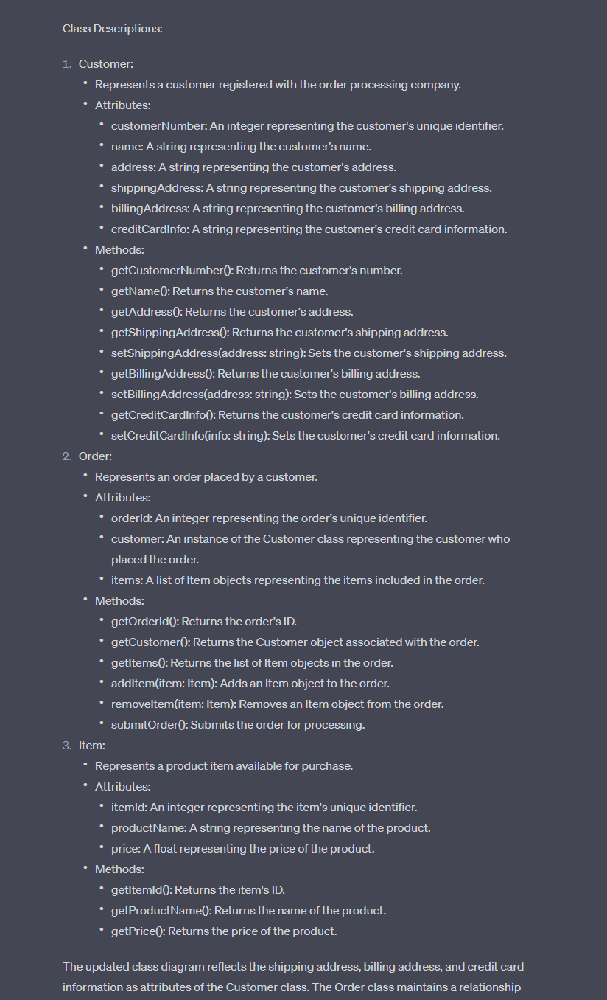 Class Descriptions:
1. Customer:
• Represents a customer registered with the order processing company.
• Attributes:
• customerNumber: An integer representing the customer's unique identifier.
• name: A string representing the customer's name.
• address: A string representing the customer's address.
• shippingAddress: A string representing the customer's shipping address.
• billingAddress: A string representing the customer's billing address.
• creditCardInfo: A string representing the customer's credit card information.
• Methods:
• getCustomerNumber(): Returns the customer's number.
• getName(): Returns the customer's name.
• getAddress(): Returns the customer's address.
• getShippingAddress(): Returns the customer's shipping address.
• setShippingAddress(address: string): Sets the customer's shipping address.
• getBillingAddress(): Returns the customer's billing address.
• setBillingAddress(address: string): Sets the customer's billing address.
• getCreditCardInfo(): Returns the customer's credit card information.
• setCreditCardInfo(info: string): Sets the customer's credit card information.
2. Order:
• Represents an order placed by a customer.
• Attributes:
• orderId: An integer representing the order's unique identifier.
• customer: An instance of the Customer class representing the customer who
placed the order.
• items: A list of Item objects representing the items included in the order.
• Methods:
• getOrderId(): Returns the order's ID.
• getCustomer(): Returns the Customer object associated with the order.
• getItems(): Returns the list of Item objects in the order.
• addItem(item: Item): Adds an Item object to the order.
• removeItem(item: Item): Removes an Item object from the order.
• submitOrder(): Submits the order for processing.
3. Item:
• Represents a product item available for purchase.
• Attributes:
• itemId: An integer representing the item's unique identifier.
• productName: A string representing the name of the product.
• price: A float representing the price of the product.
• Methods:
• getItemId(): Returns the item's ID.
• getProductName(): Returns the name of the product.
• getPrice(): Returns the price of the product.
The updated class diagram reflects the shipping address, billing address, and credit card
information as attributes of the Customer class. The Order class maintains a relationship